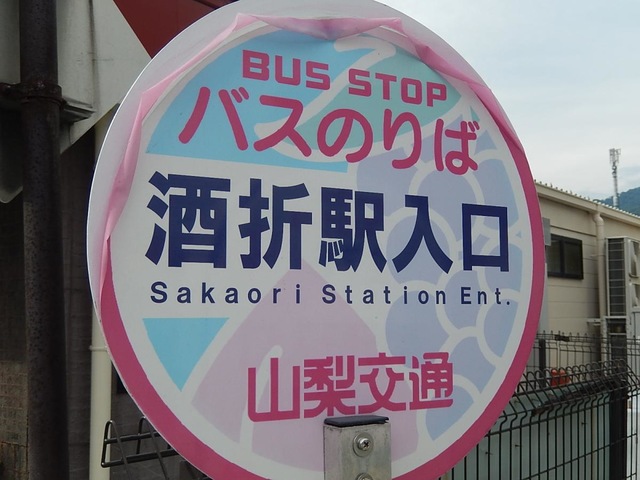 BUS STOP
バスのりば
酒折駅入口
Sakaori Station Ent.
山梨交通